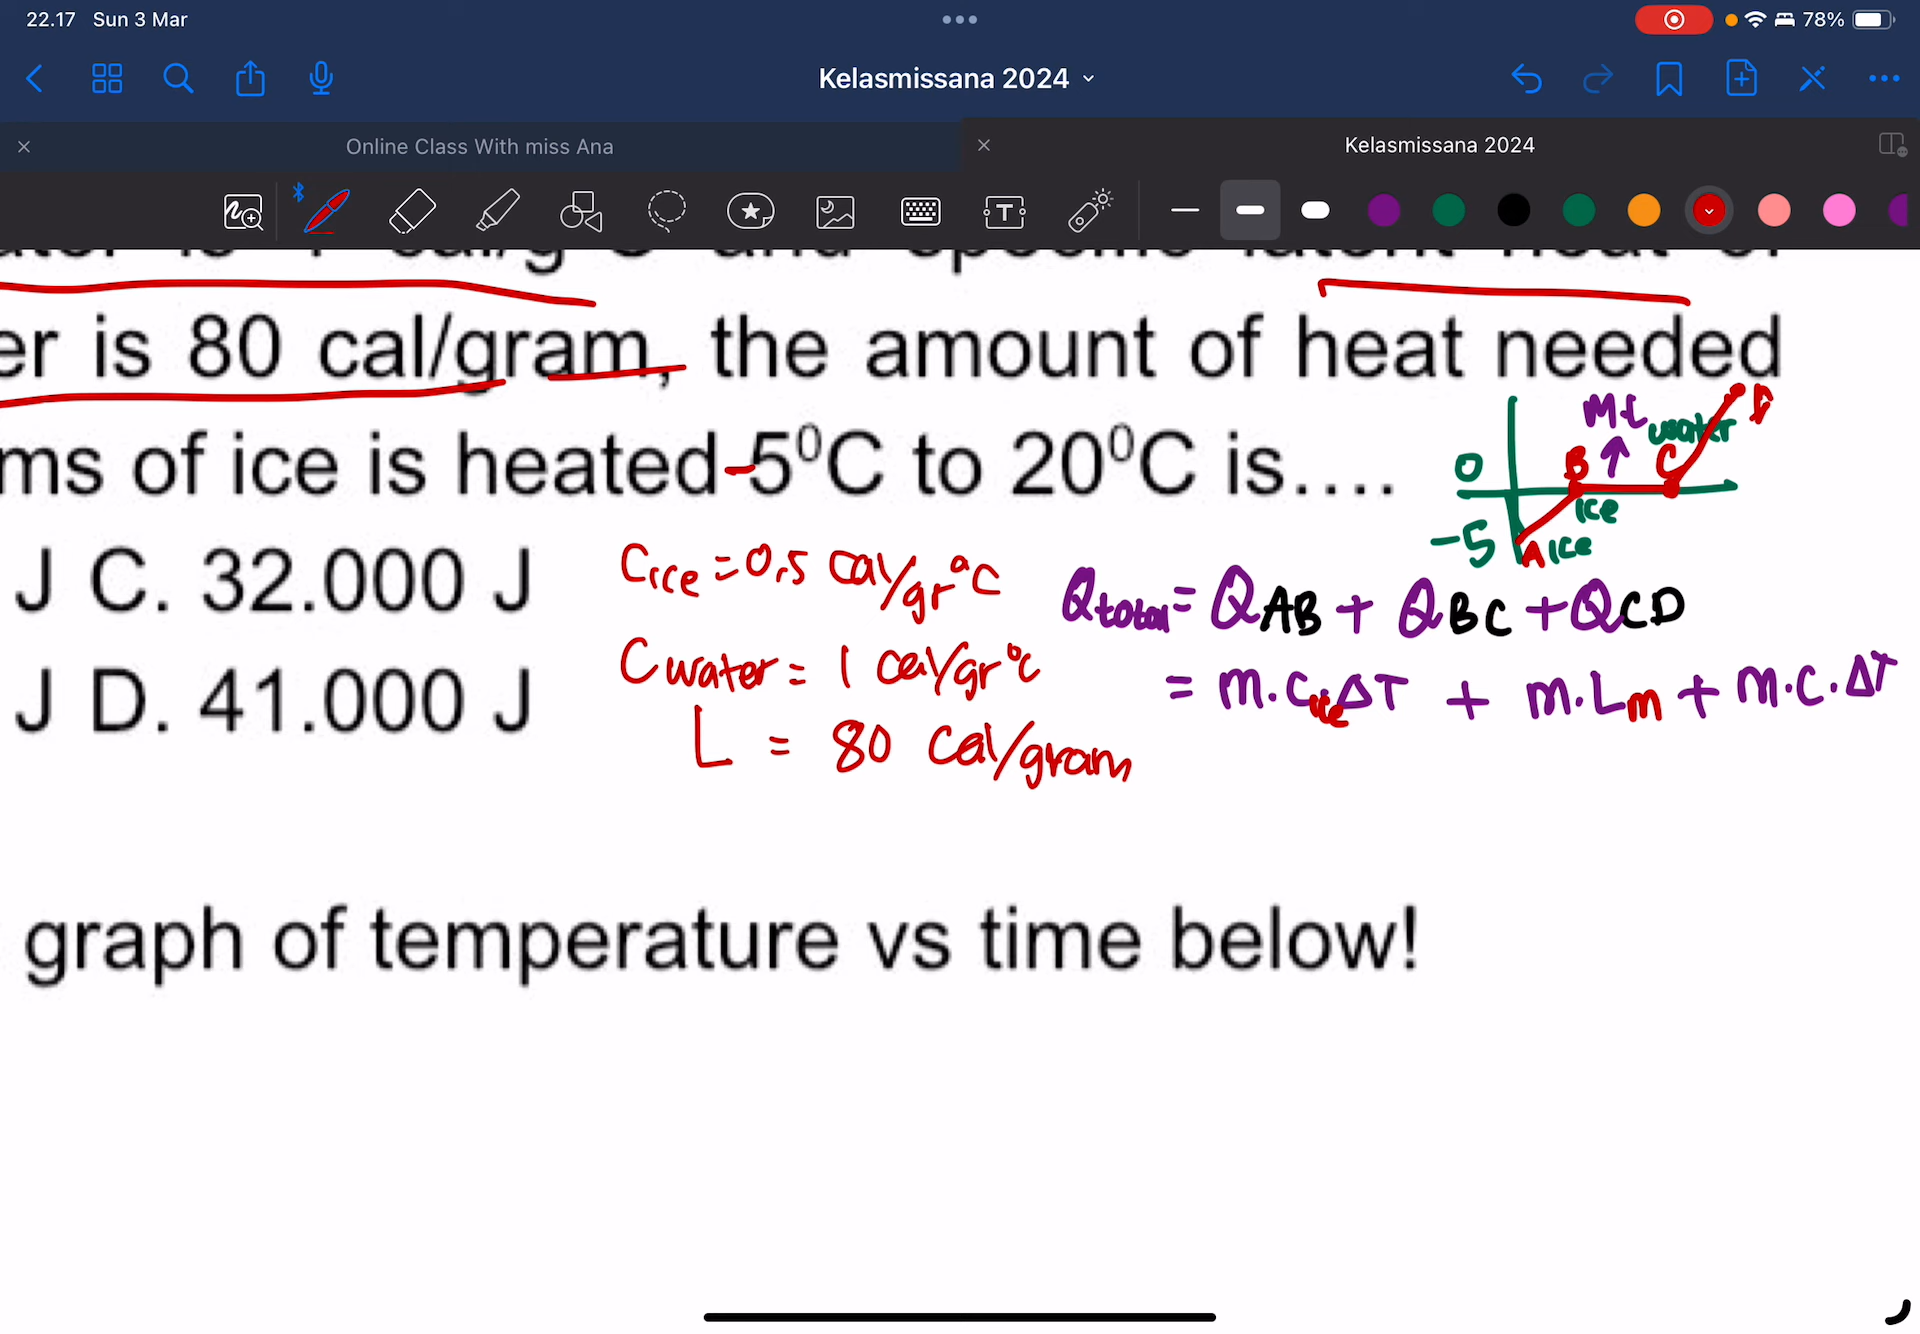 22.17 Sun 3 Mar
78%
Kelasmissana 2024
Online Class With miss Ana
Kelasmissana 2024
T
er is 80 cal/gram, the amount of heat needed
ms of ice is heated-5⁰C to 20⁰C is....
J C. 32.000 J
J D. 41.000 J
Cice = 0,5 cal/gr°C
Cwater = 1 cal/gr°C
L = 80 cal/gram
ML
water
0
B
C
D
ice
-5
A
ice
Qtotal = QAB + QBC + QCD
= m.Cice ΔT + m.Lm + m.c.ΔT
graph of temperature vs time below!